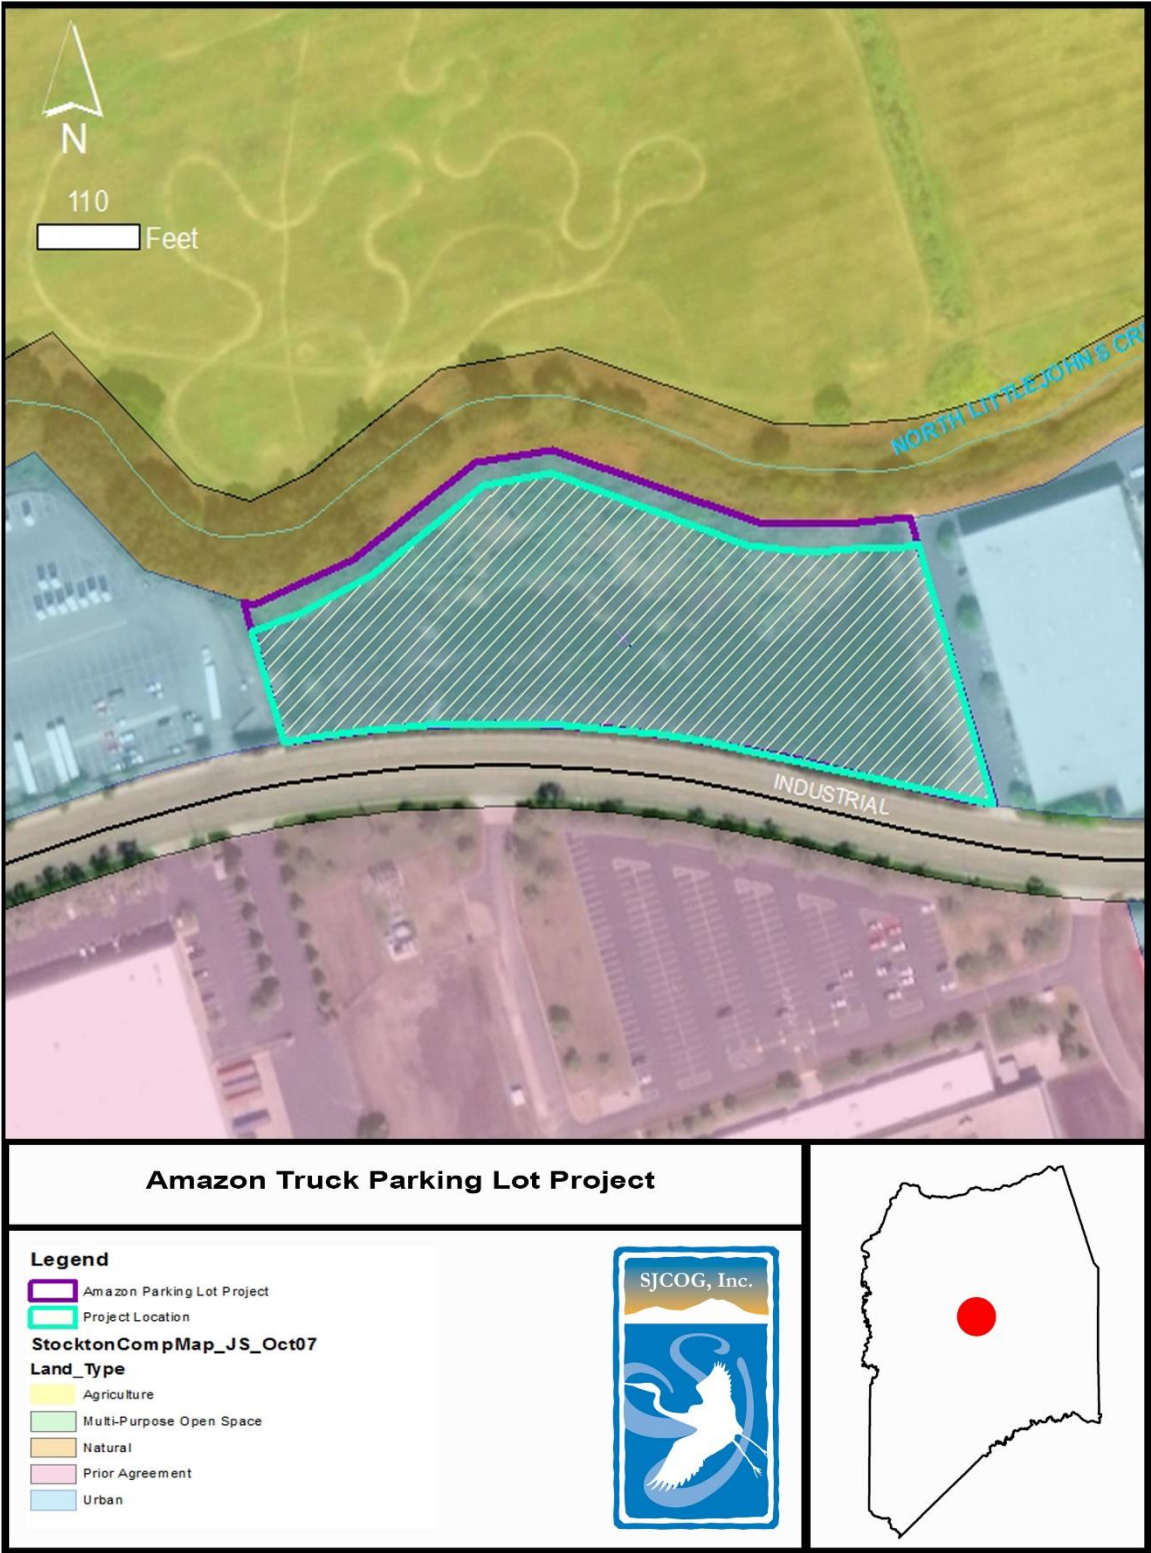 N
110
Feet
NORTH LITTLEJOHN S CR
INDUSTRIAL
Amazon Truck Parking Lot Project
Legend
Amazon Parking Lot Project
Project Location
StocktonCompMap_JS_Oct07
Land_Type
Agriculture
Multi-Purpose Open Space
Natural
Prior Agreement
Urban
SJCOG, Inc.